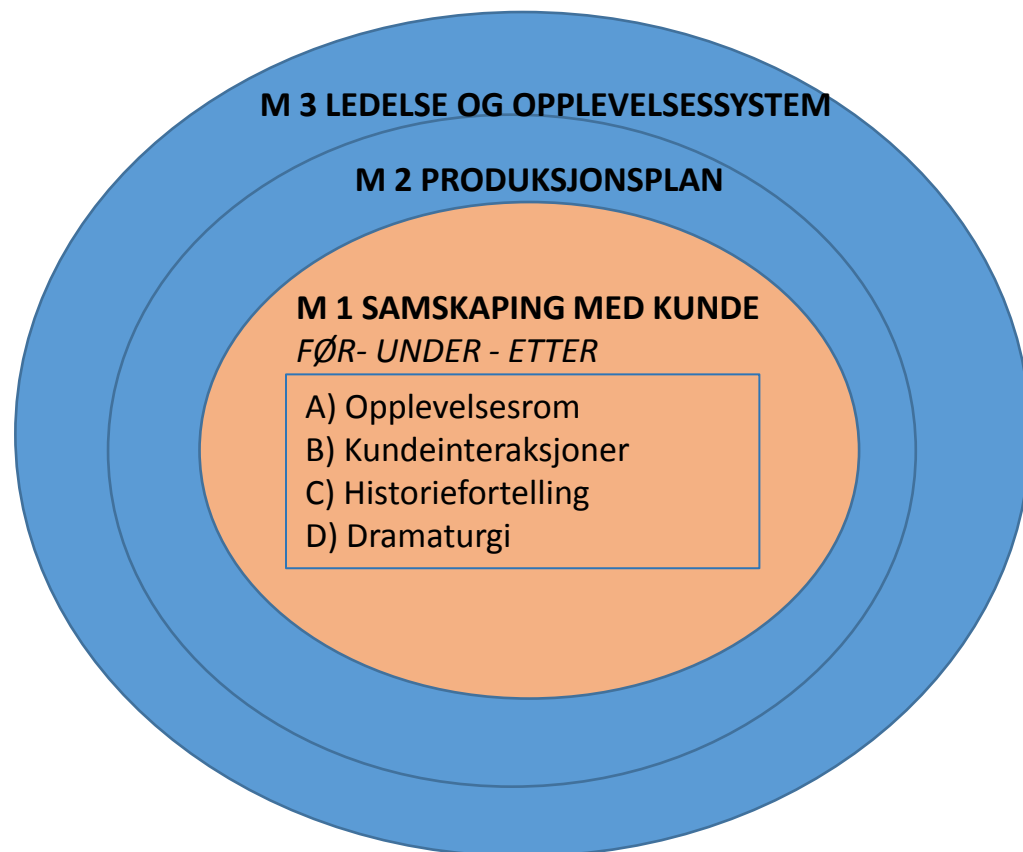 M 3 LEDELSE OG OPPLEVELSESSYSTEM
M 2 PRODUKSJONSPLAN
M 1 SAMSKAPING MED KUNDE
FØR- UNDER - ETTER
A) Opplevelsesrom
B) Kundeinteraksjoner
C) Historiefortelling
D) Dramaturgi